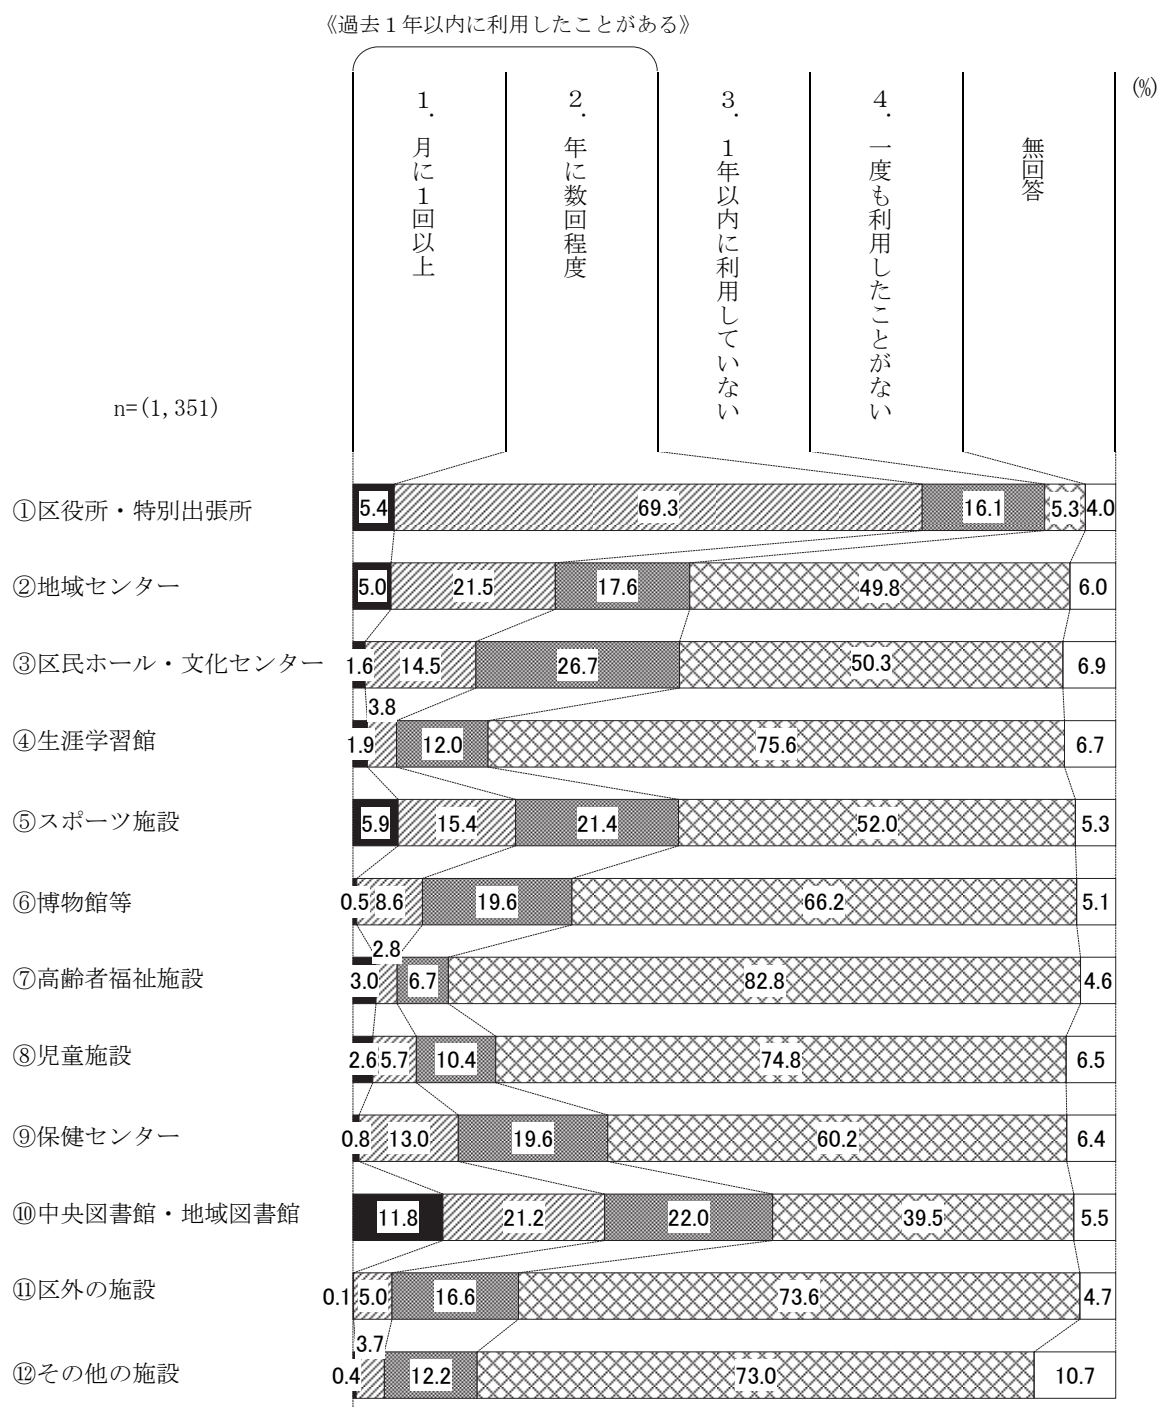 《過去１年以内に利用したことがある》
(%)
１．月に１回以上
２．年に数回程度
３．１年以内に利用していない
４．一度も利用したことがない
無回答
n=(1,351)
①区役所・特別出張所 5.4 69.3 16.1 5.3 4.0
②地域センター 5.0 21.5 17.6 49.8 6.0
③区民ホール・文化センター 1.6 14.5 26.7 50.3 6.9
④生涯学習館 1.9 3.8 12.0 75.6 6.7
⑤スポーツ施設 5.9 15.4 21.4 52.0 5.3
⑥博物館等 0.5 8.6 19.6 66.2 5.1
⑦高齢者福祉施設 3.0 2.8 6.7 82.8 4.6
⑧児童施設 2.6 5.7 10.4 74.8 6.5
⑨保健センター 0.8 13.0 19.6 60.2 6.4
⑩中央図書館・地域図書館 11.8 21.2 22.0 39.5 5.5
⑪区外の施設 0.1 5.0 16.6 73.6 4.7
⑫その他の施設 0.4 3.7 12.2 73.0 10.7